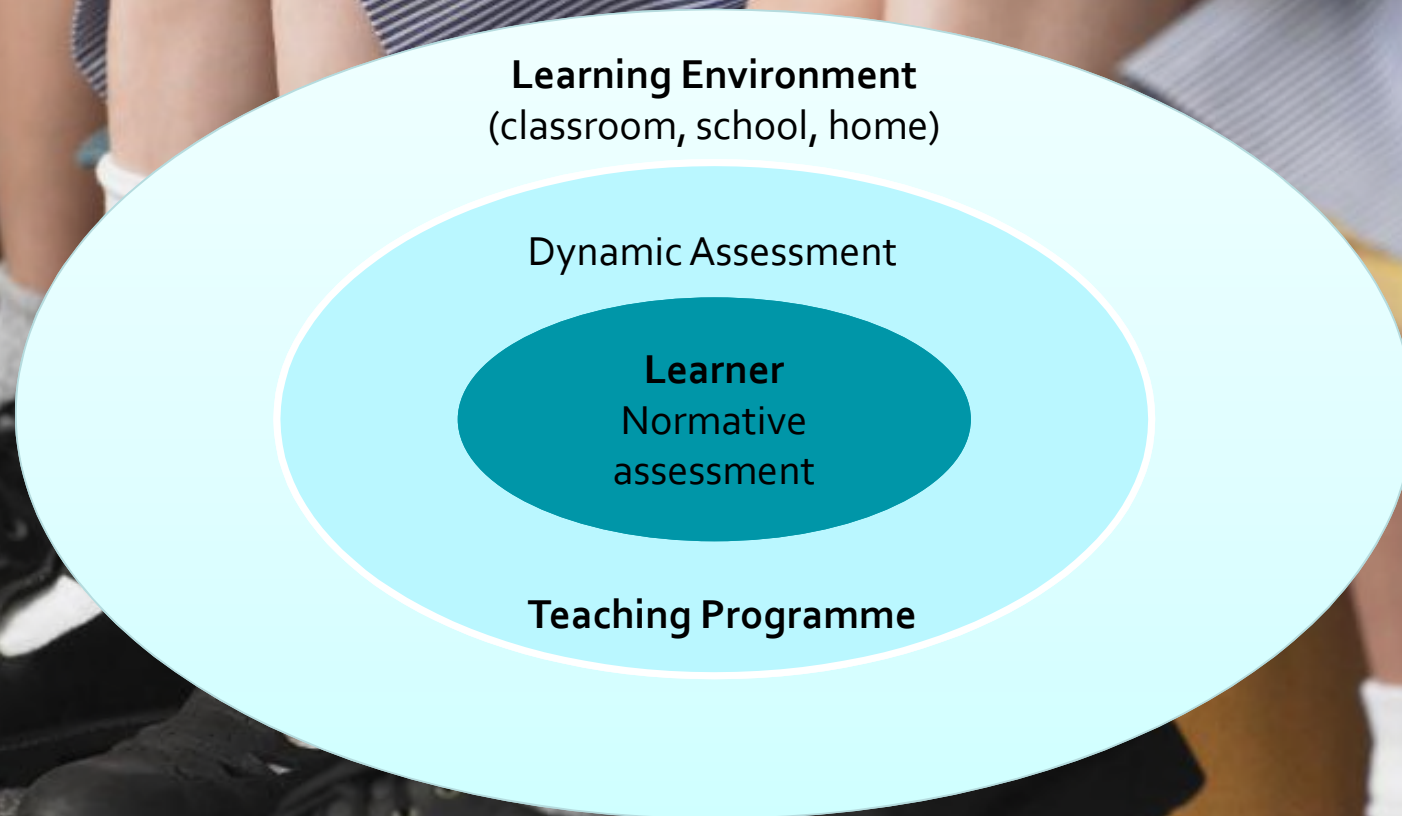 Learning Environment
(classroom, school, home)
Dynamic Assessment
Learner
Normative
assessment
Teaching Programme